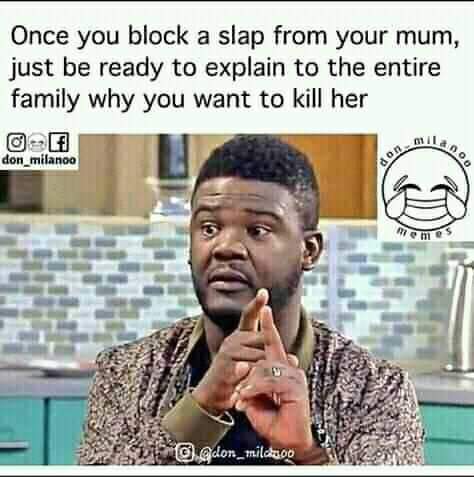 Once you block a slap from your mum,
just be ready to explain to the entire
family why you want to kill her
don_milanoo
don_milanoo
memes
@don_milanoo